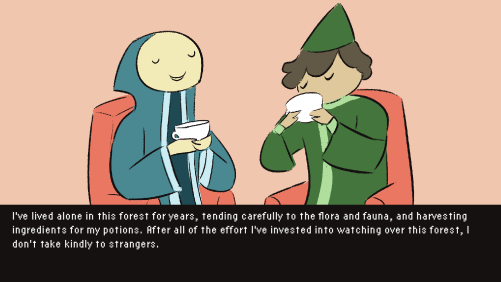 I've lived alone in this forest for years, tending carefully to the flora and fauna, and harvesting
ingredients for my potions. After all of the effort I've invested into watching over this forest, I
don't take kindly to strangers.